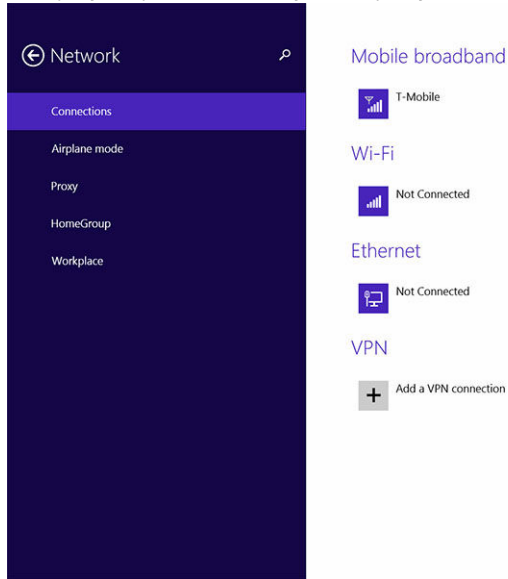 Network
Connections
Airplane mode
Proxy
HomeGroup
Workplace
Mobile broadband
T-Mobile
Wi-Fi
Not Connected
Ethernet
Not Connected
VPN
Add a VPN connection